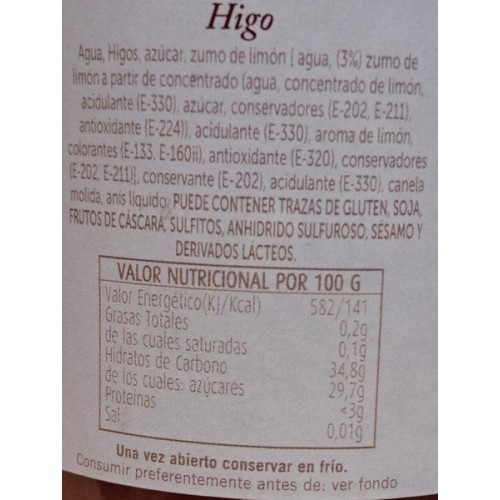 Higo
Agua, Higos, azúcar, zumo de limón [ agua, (3%) zumo de
limón a partir de concentrado (agua, concentrado de limón,
acidulante (E-330), azúcar, conservadores (E-202, E-211),
antioxidante (E-224)), acidulante (E-330), aroma de limón,
colorantes (E-133, E-160ii), antioxidante (E-320), conservadores
(E-202, E-211)], conservante (E-202), acidulante (E-330), canela
molida, anis liquido. PUEDE CONTENER TRAZAS DE GLUTEN, SOJA,
FRUTOS DE CÁSCARA, SULFITOS, ANHIDRIDO SULFUROSO, SÉSAMO Y
DERIVADOS LÁCTEOS.
VALOR NUTRICIONAL POR 100 G
Valor Energético(Kj/Kcal) 582/141
Grasas Totales 0,2g
de las cuales saturadas 0,1g
Hidratos de Carbono 34,8g
de los cuales: azúcares 29,7g
Proteinas <3g
Sal 0,01g
Una vez abierto conservar en frío.
Consumir preferentemente antes de: ver fondo